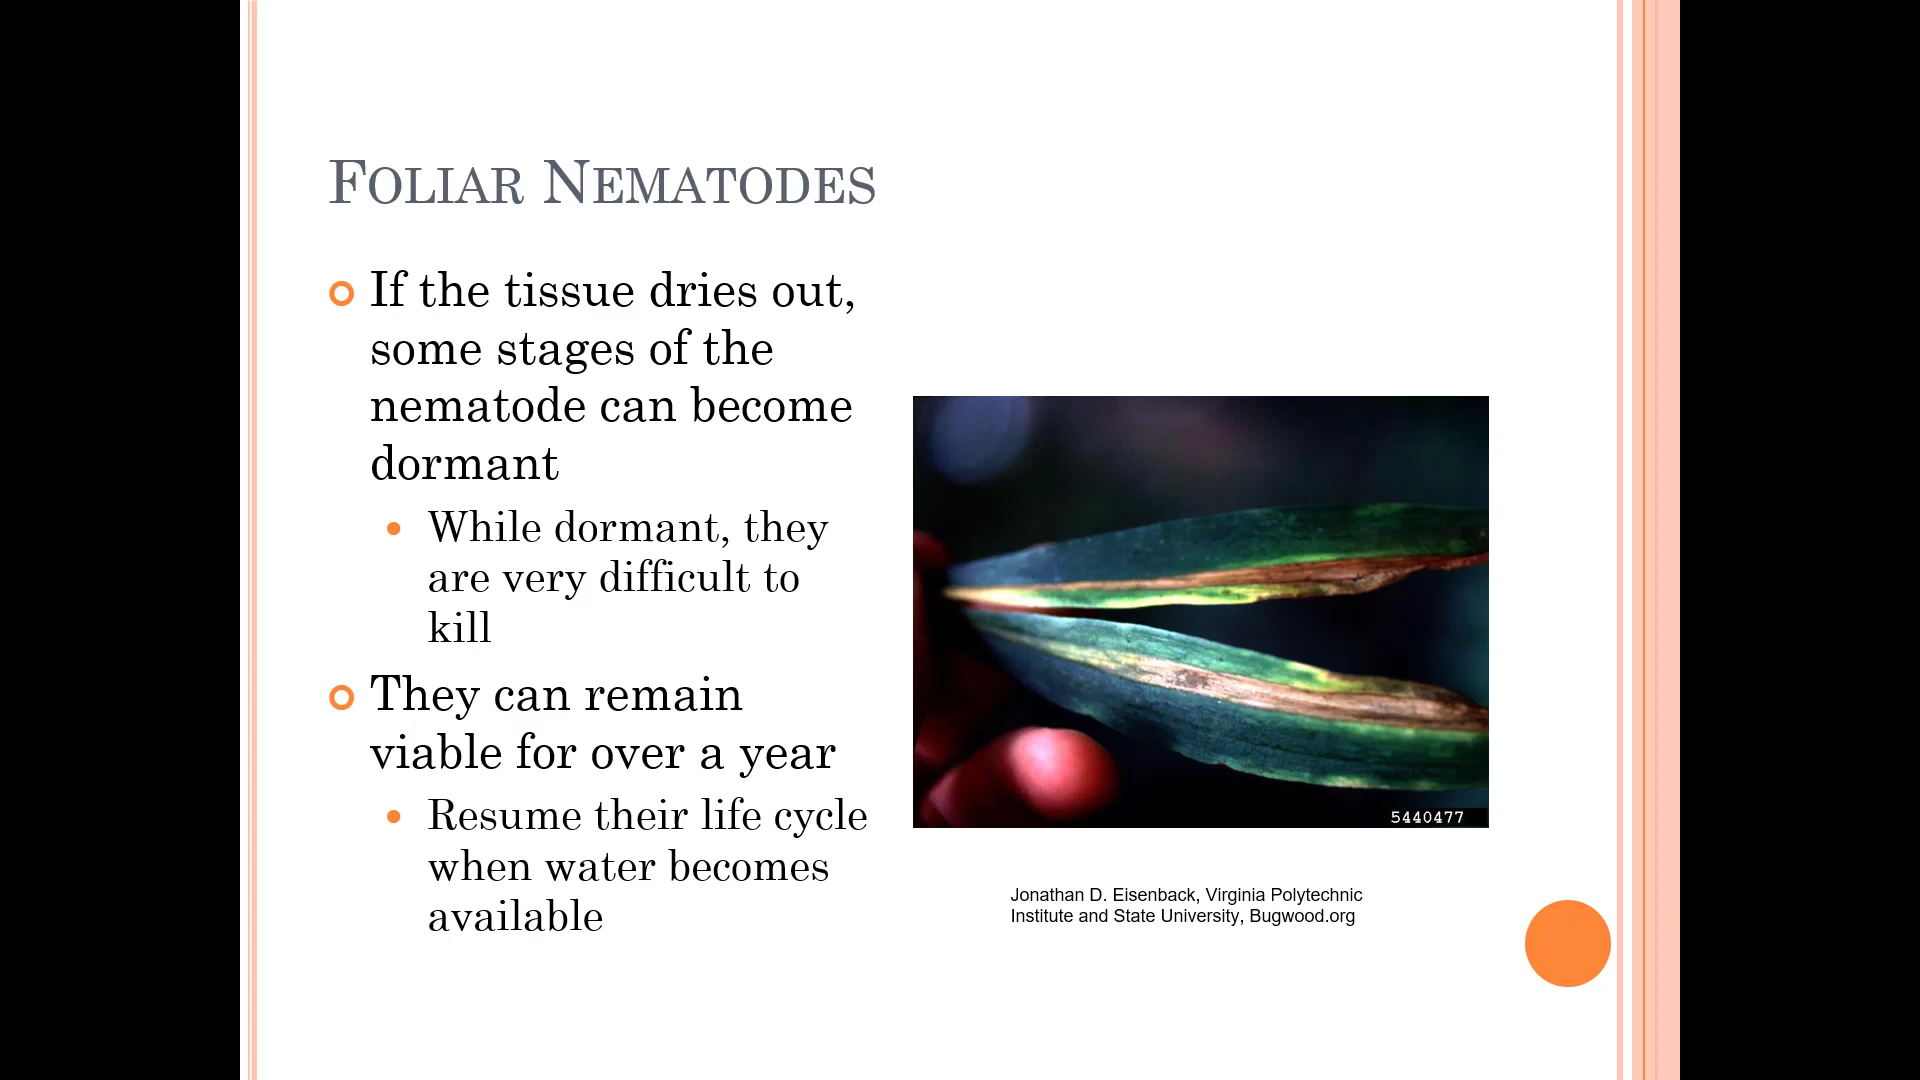 FOLIAR NEMATODES
If the tissue dries out,
some stages of the
nematode can become
dormant
While dormant, they
are very difficult to
kill
They can remain
viable for over a year
Resume their life cycle
when water becomes
available
5440477
Jonathan D. Eisenback, Virginia Polytechnic
Institute and State University, Bugwood.org